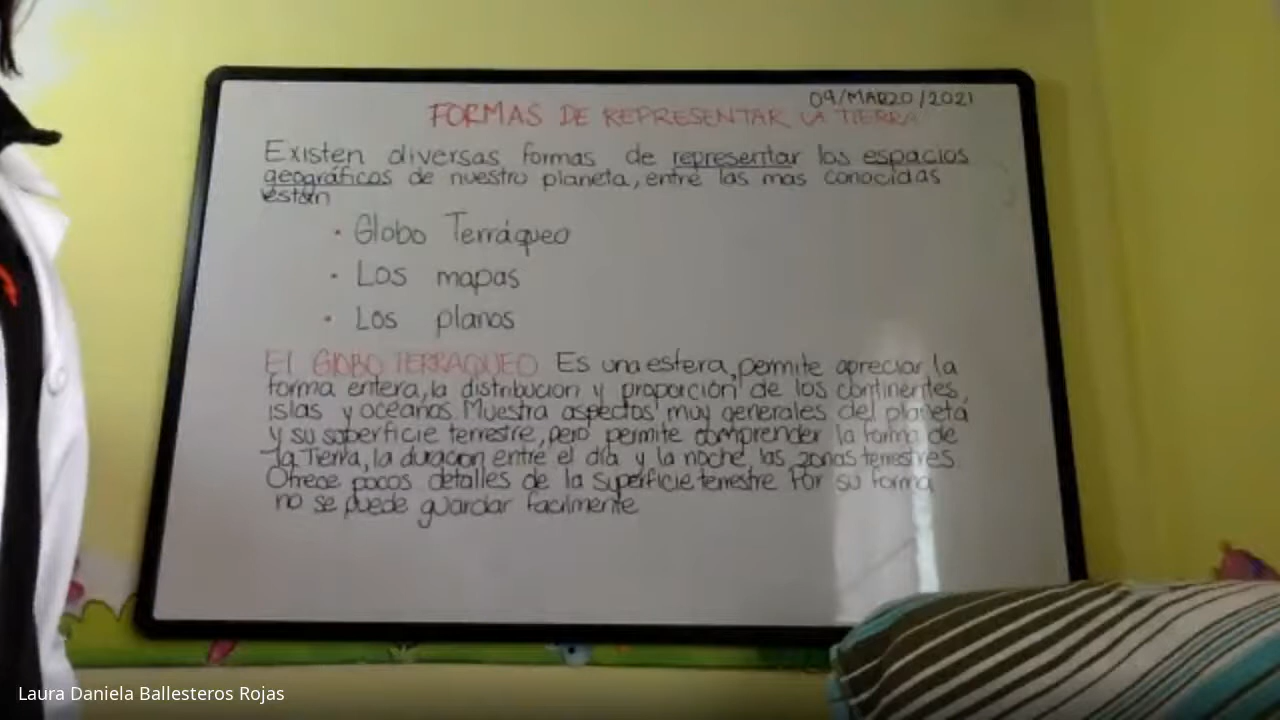 09/MARZO/2021
FORMAS DE REPRESENTAR LA TIERRA
Existen diversas formas de representar los espacios
geográficos de nuestro planeta, entre las mas conocidas
están
· Globo Terráqueo
· Los mapas
· Los planos
El GLOBO TERRAQUEO Es una esfera, permite apreciar la
forma entera, la distribucion y proporción de los continentes,
islas y oceanos. Muestra aspectos muy generales del planeta
y su superficie terrestre, pero permite comprender la forma de
la Tierra, la duracion entre el día y la noche las zonas terrestres
Ofrece pocos detalles de la superficie terrestre Por su forma
no se puede guardar facilmente
Laura Daniela Ballesteros Rojas